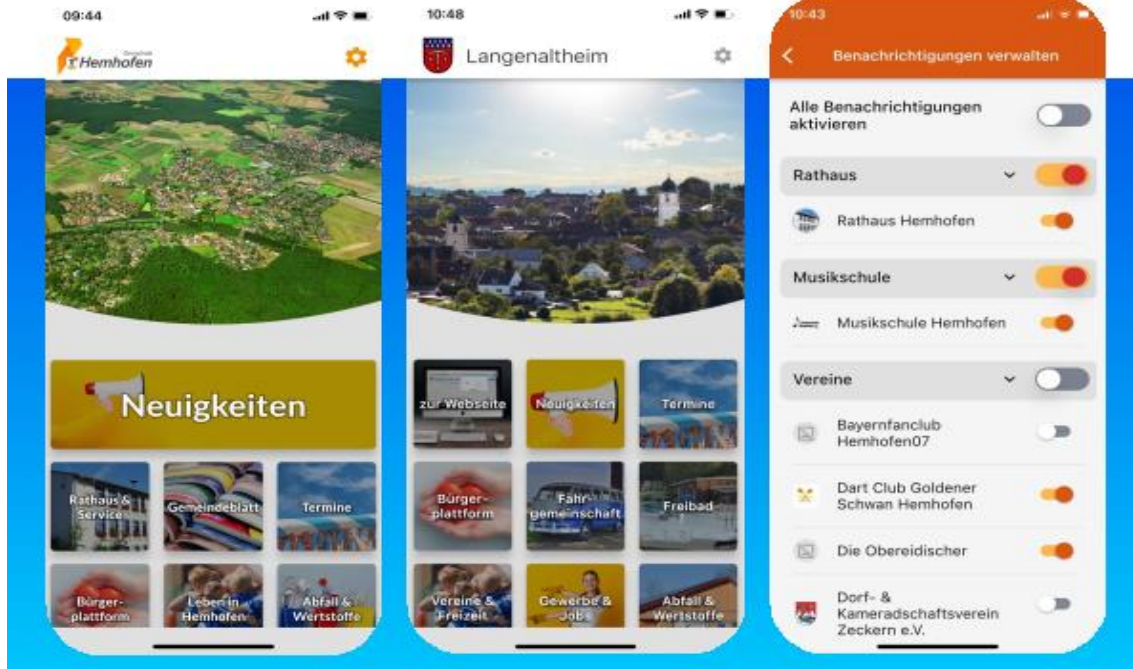 09:44
Gemeinde
Hemhofen
Neuigkeiten
Rathaus &
Service
Gemeindeblatt
Termine
Bürger-
plattform
Leben in
Hemhofen
Abfall &
Wertstoffe
10:48
Langenaltheim
zur Webseite
Neuigkeiten
Termine
Bürger-
plattform
Fahr-
gemeinschaft
Freibad
Vereine &
Freizeit
Gewerbe &
Jobs
Abfall &
Wertstoffe
10:43
Benachrichtigungen verwalten
Alle Benachrichtigungen
aktivieren
Rathaus
Rathaus Hemhofen
Musikschule
Musikschule Hemhofen
Vereine
Bayernfanclub
Hemhofen07
Dart Club Goldener
Schwan Hemhofen
Die Obereidischer
Dorf- &
Kameradschaftsverein
Zeckern e.V.